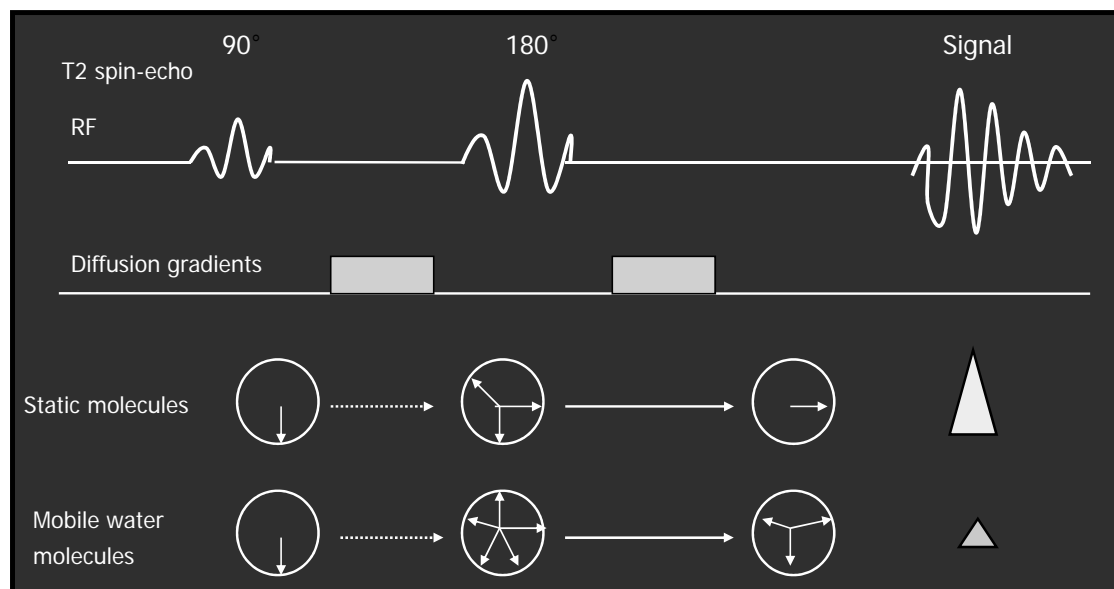 90° 180° Signal
T2 spin-echo
RF
Diffusion gradients
Static molecules
Mobile water
molecules